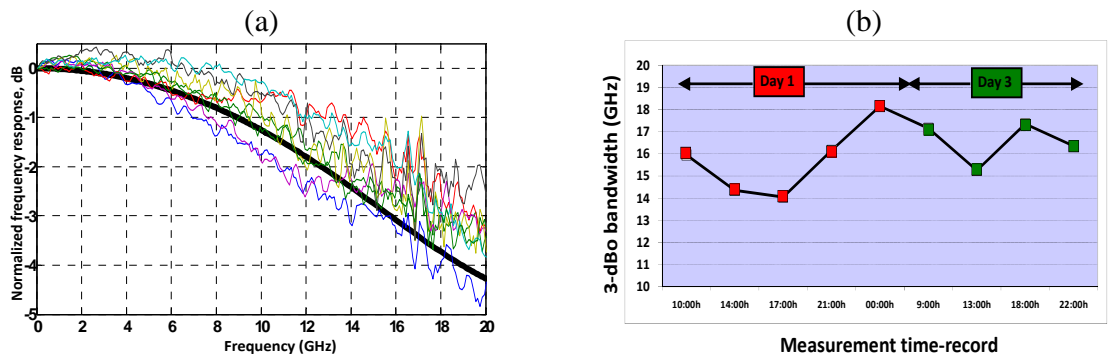 (a)
Normalized frequency response, dB
0
-1
-2
-3
-4
-5
0 2 4 6 8 10 12 14 16 18 20
Frequency (GHz)
(b)
3-dBo bandwidth (GHz)
20
19
18
17
16
15
14
13
12
11
10
Day 1
Day 3
10:00h 14:00h 17:00h 21:00h 00:00h 9:00h 13:00h 18:00h 22:00h
Measurement time-record